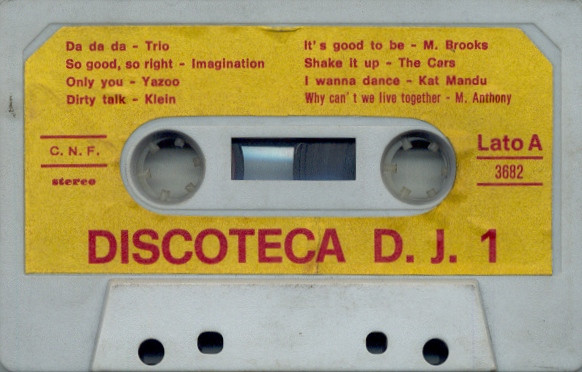 Da da da - Trio
So good, so right - Imagination
Only you - Yazoo
Dirty talk - Klein
It's good to be - M. Brooks
Shake it up - The Cars
I wanna dance - Kat Mandu
Why can't we live together - M. Anthony
C. N. F.
stereo
Lato A
3682
DISCOTECA D. J. 1